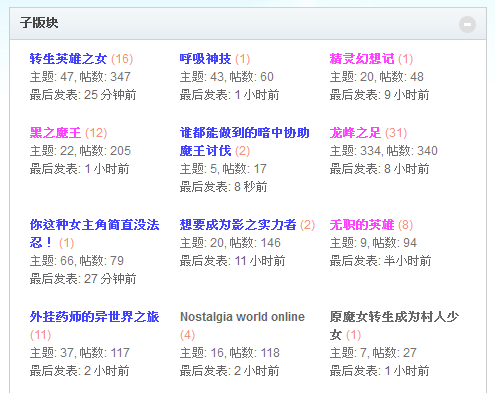 子版块
转生英雄之女 (16)
主题: 47, 帖数: 347
最后发表: 25 分钟前
呼吸神技 (1)
主题: 43, 帖数: 60
最后发表: 1 小时前
精灵幻想记 (1)
主题: 20, 帖数: 48
最后发表: 9 小时前
黑之魔王 (12)
主题: 22, 帖数: 205
最后发表: 1 小时前
谁都能做到的暗中协助
魔王讨伐 (2)
主题: 5, 帖数: 17
最后发表: 8 秒前
龙峰之足 (31)
主题: 334, 帖数: 340
最后发表: 8 小时前
你这种女主角简直没法
忍！ (1)
主题: 66, 帖数: 79
最后发表: 27 分钟前
想要成为影之实力者 (2)
主题: 20, 帖数: 146
最后发表: 11 小时前
无职的英雄 (8)
主题: 9, 帖数: 94
最后发表: 半小时前
外挂药师的异世界之旅
(11)
主题: 37, 帖数: 117
最后发表: 2 小时前
Nostalgia world online
(4)
主题: 16, 帖数: 118
最后发表: 2 小时前
原魔女转生成为村人少
女 (1)
主题: 7, 帖数: 27
最后发表: 1 小时前